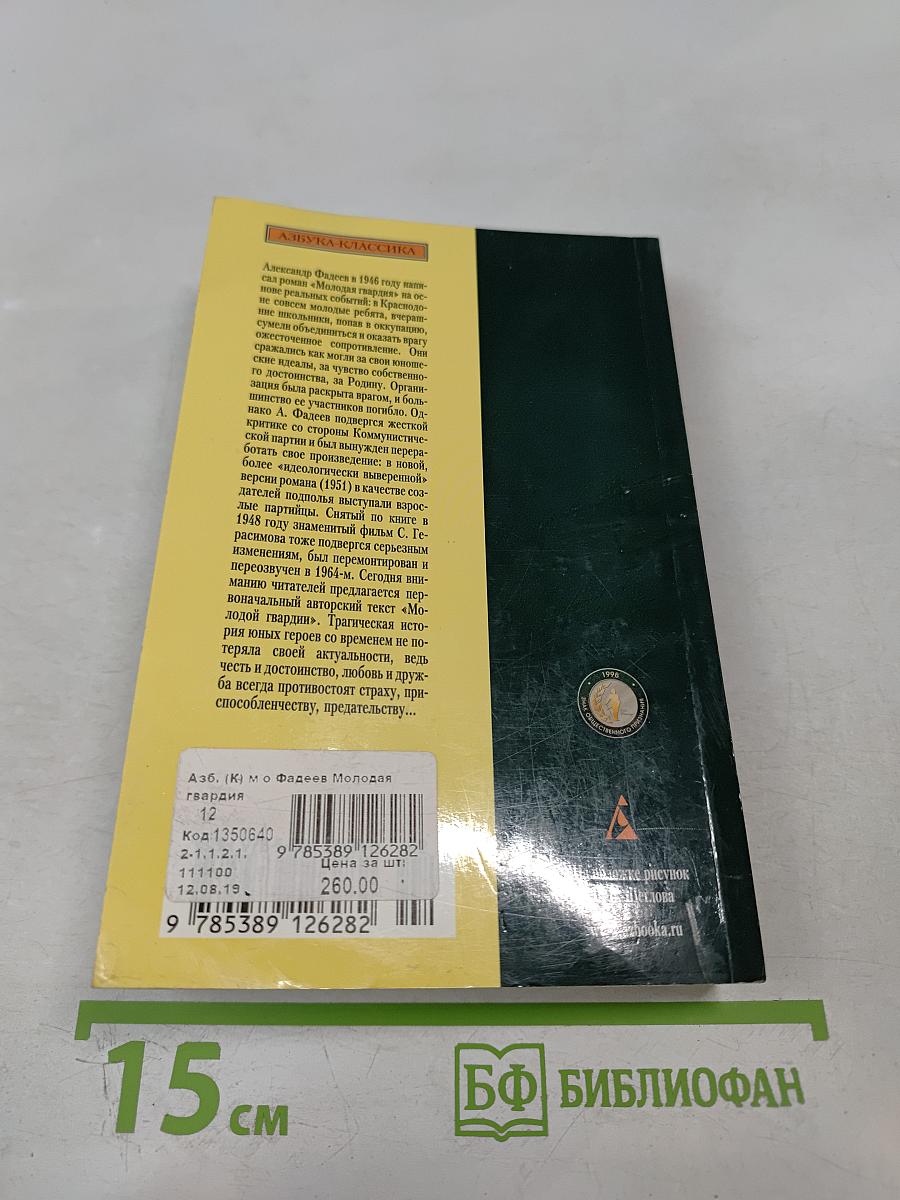 АЗБУКА-КЛАССИКА
Александр Фадеев в 1946 году напи-
сал роман «Молодая гвардия» на ос-
нове реальных событий: в Краснодо-
не совсем молодые ребята, вчераш-
ние школьники, попав в оккупацию,
сумели объединиться и оказать врагу
ожесточенное сопротивление. Они
сражались как могли за свои юноше-
ские идеалы, за чувство собственно-
го достоинства, за Родину. Органи-
зация была раскрыта врагом, и боль-
шинство ее участников погибло. Од-
нако А. Фадеев подвергся жесткой
критике со стороны Коммунистиче-
ской партии и был вынужден перера-
ботать свое произведение: в новой,
более «идеологически выверенной»
версии романа (1951) в качестве соз-
дателей подполья выступали взрос-
лые партийцы. Снятый по книге в
1948 году знаменитый фильм С. Ге-
расимова тоже подвергся серьезным
изменениям, был перемонтирован и
переозвучен в 1964-м. Сегодня вни-
манию читателей предлагается пер-
воначальный авторский текст «Мо-
лодой гвардии». Трагическая исто-
рия юных героев со временем не по-
теряла своей актуальности, ведь
честь и достоинство, любовь и друж-
ба всегда противостоят страху, при-
способленчеству, предательству...
1998
ЗНАК ОБЩЕСТВЕННОГО ПРИЗНАНИЯ
Азб. (К) м о Фадеев Молодая
гвардия
12
Код 1350640
2-1.1.2.1.
9 785389 126282
111100
Цена за шт:
12.08.19
260.00
9 785389 126282
рисунок
15 см
БФ БИБЛИОФАН